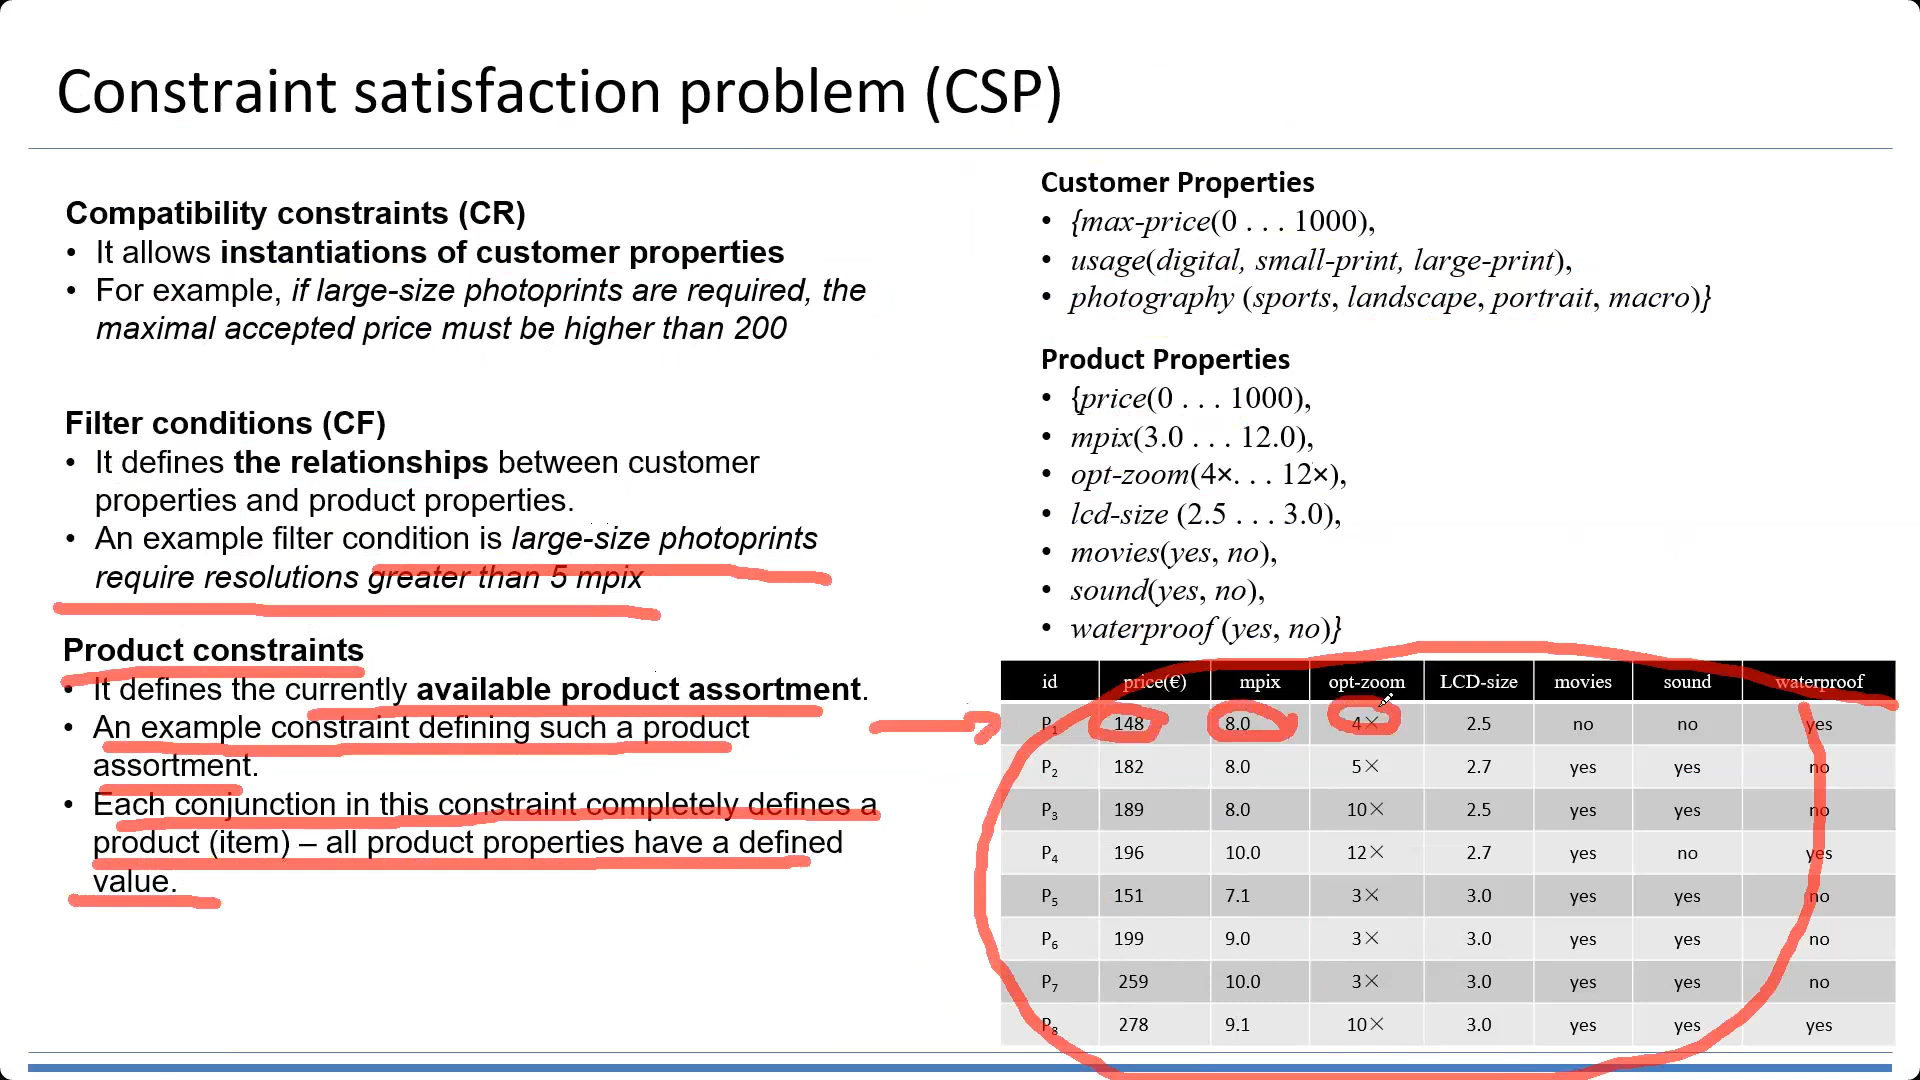 Constraint satisfaction problem (CSP)
Compatibility constraints (CR)
• It allows instantiations of customer properties
• For example, if large-size photoprints are required, the
maximal accepted price must be higher than 200
Filter conditions (CF)
• It defines the relationships between customer
properties and product properties.
• An example filter condition is large-size photoprints
require resolutions greater than 5 mpix
Product constraints
• It defines the currently available product assortment.
• An example constraint defining such a product
assortment.
• Each conjunction in this constraint completely defines a
product (item) – all product properties have a defined
value.
Customer Properties
• {max-price(0 . . . 1000),
• usage(digital, small-print, large-print),
• photography (sports, landscape, portrait, macro)}
Product Properties
• {price(0 . . . 1000),
• mpix(3.0 . . . 12.0),
• opt-zoom(4×. . . 12×),
• lcd-size (2.5 . . . 3.0),
• movies(yes, no),
• sound(yes, no),
• waterproof (yes, no)}
id price(€) mpix opt-zoom LCD-size movies sound waterproof
P1 148 8.0 4× 2.5 no no yes
P2 182 8.0 5× 2.7 yes yes no
P3 189 8.0 10× 2.5 yes yes no
P4 196 10.0 12× 2.7 yes no yes
P5 151 7.1 3× 3.0 yes yes no
P6 199 9.0 3× 3.0 yes yes no
P7 259 10.0 3× 3.0 yes yes no
P8 278 9.1 10× 3.0 yes yes yes